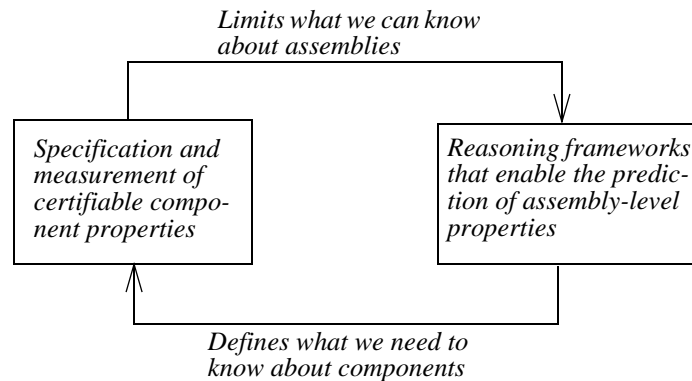 Limits what we can know
about assemblies
Specification and
measurement of
certifiable compo-
nent properties
Reasoning frameworks
that enable the predic-
tion of assembly-level
properties
Defines what we need to
know about components